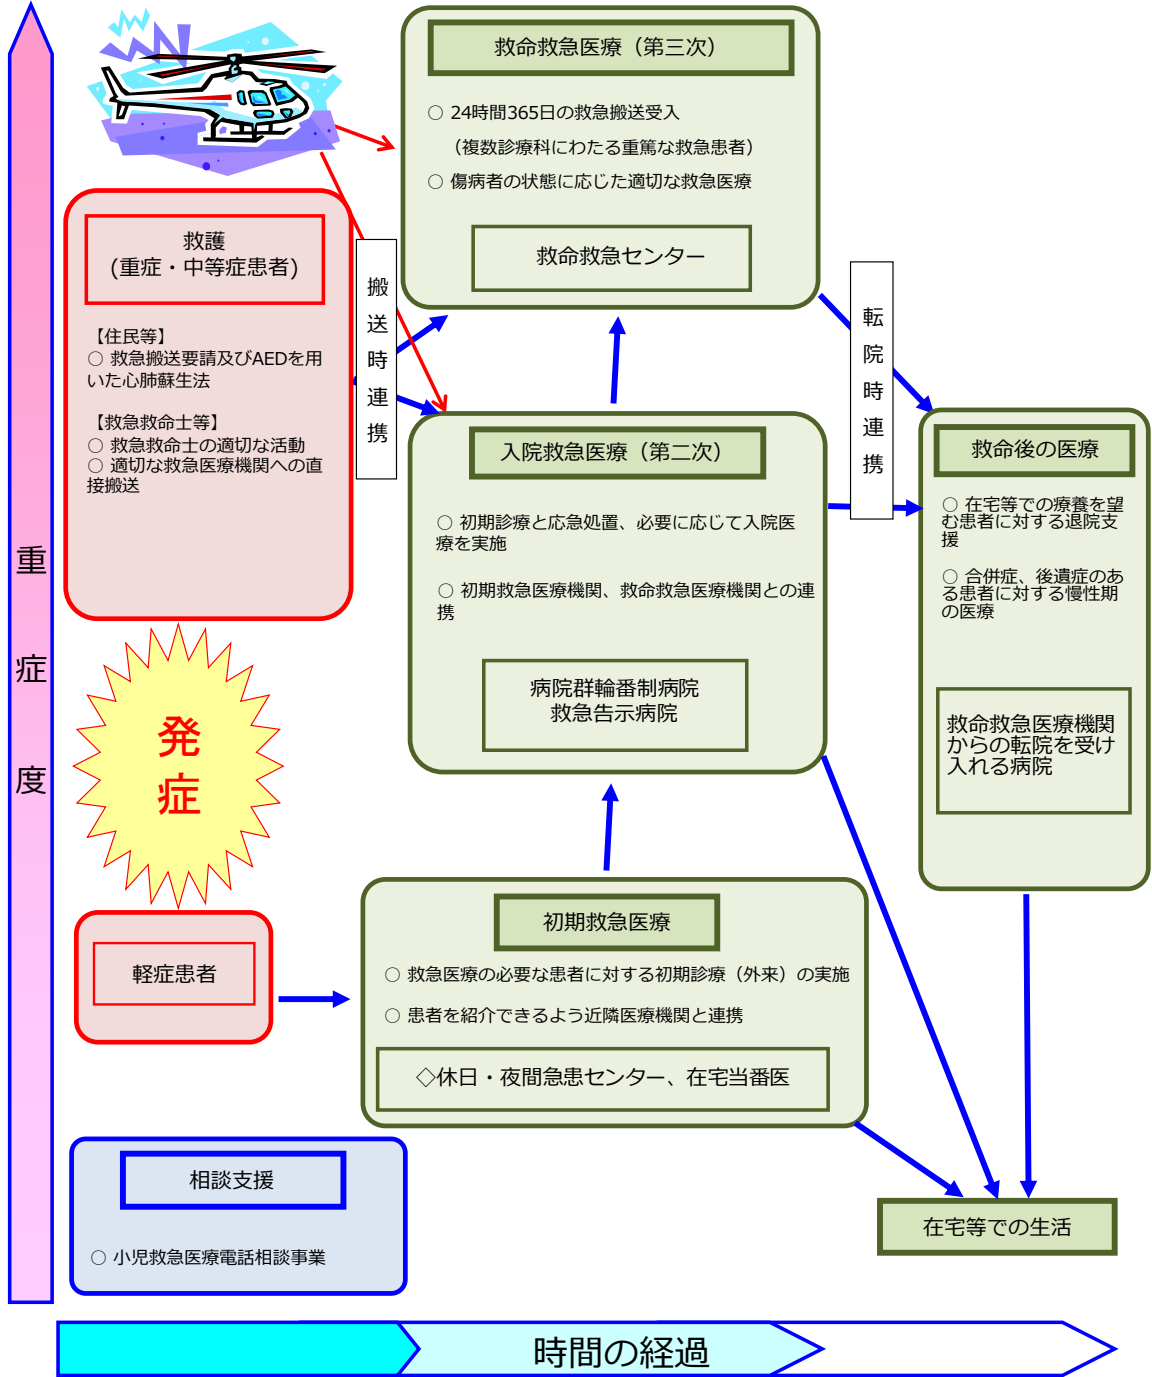 救命救急医療（第三次）
○ 24時間365日の救急搬送受入
（複数診療科にわたる重篤な救急患者）
○ 傷病者の状態に応じた適切な救急医療
救命救急センター
救護
(重症・中等症患者)
【住民等】
○ 救急搬送要請及びAEDを用
いた心肺蘇生法
【救急救命士等】
○ 救急救命士の適切な活動
○ 適切な救急医療機関への直
接搬送
搬送時連携
転院時連携
入院救急医療（第二次）
○ 初期診療と応急処置、必要に応じて入院医
療を実施
○ 初期救急医療機関、救命救急医療機関との連
携
病院群輪番制病院
救急告示病院
救命後の医療
○ 在宅等での療養を望
む患者に対する退院支
援
○ 合併症、後遺症のあ
る患者に対する慢性期
の医療
救命救急医療機関
からの転院を受け
入れる病院
重症度
発
症
軽症患者
初期救急医療
○ 救急医療の必要な患者に対する初期診療（外来）の実施
○ 患者を紹介できるよう近隣医療機関と連携
◇休日・夜間急患センター、在宅当番医
相談支援
○ 小児救急医療電話相談事業
在宅等での生活
時間の経過